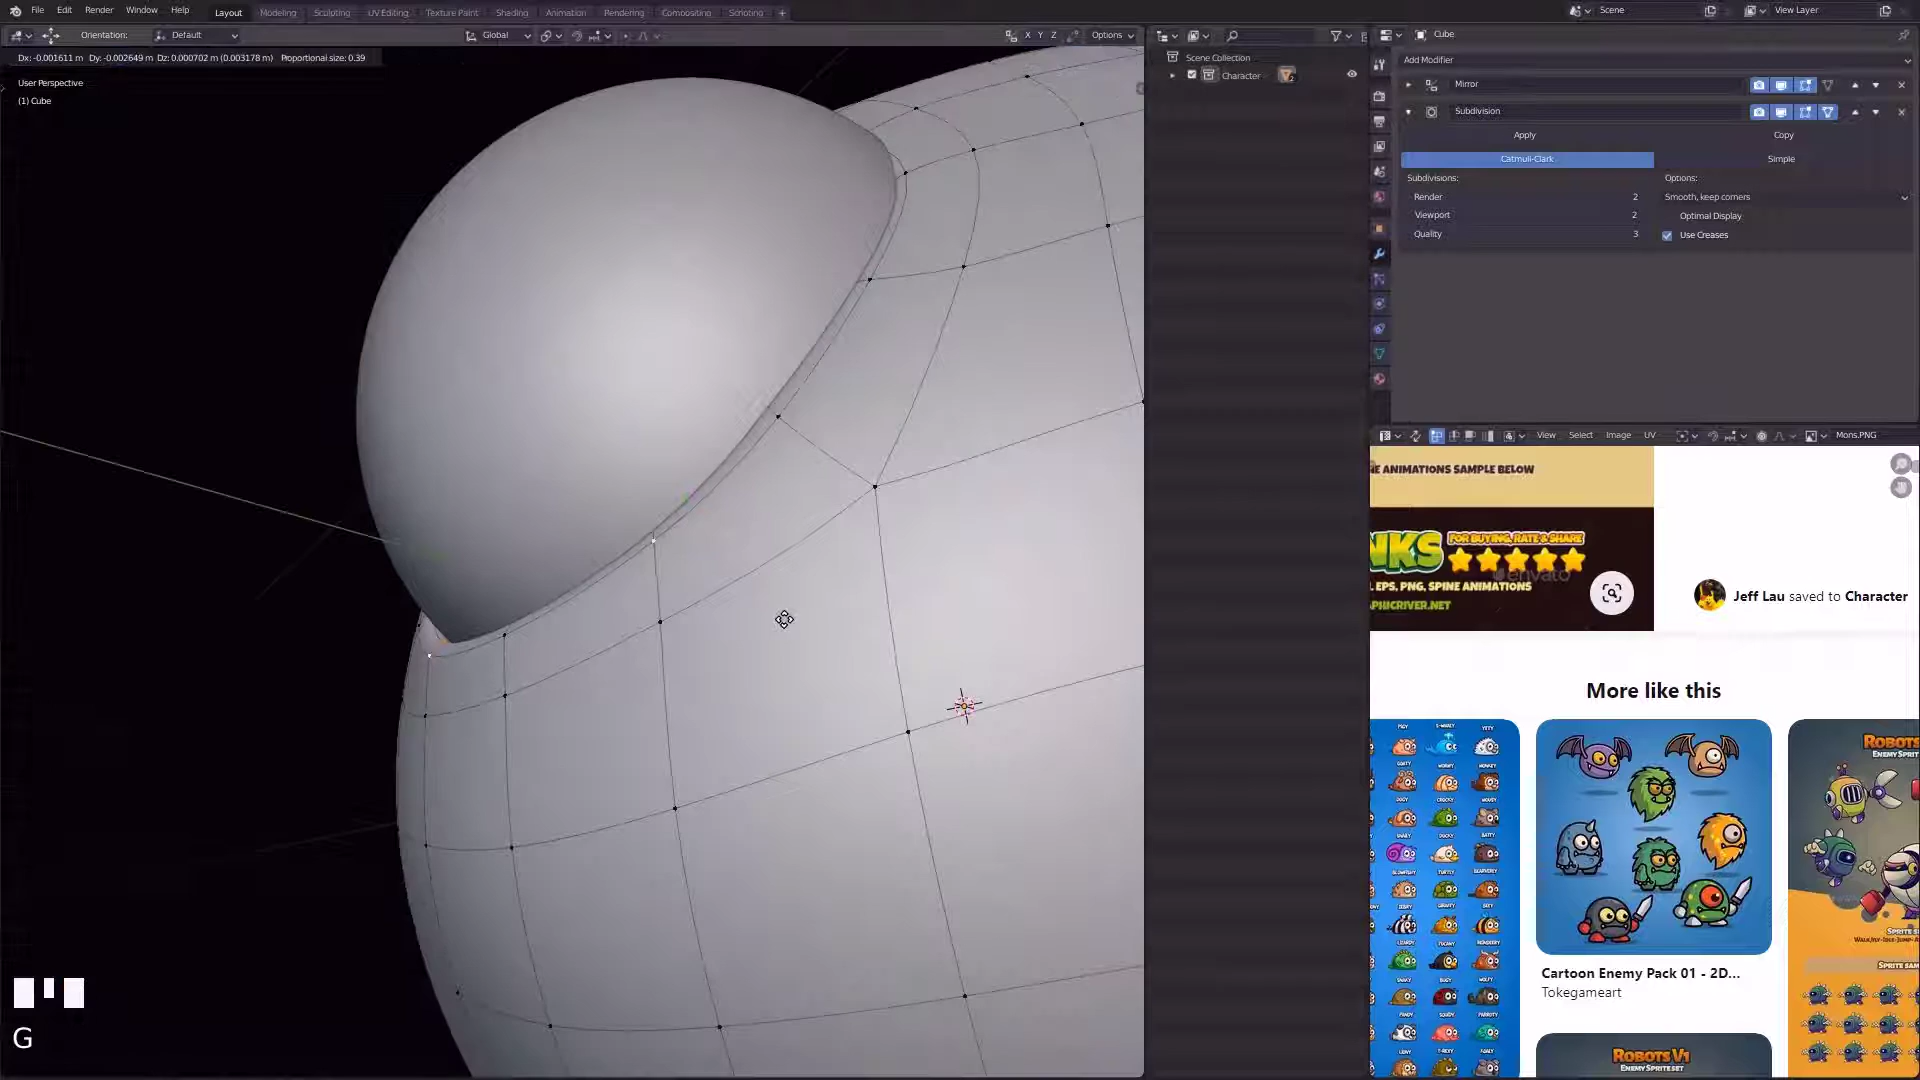 File Edit Render Window Help Layout Modeling Sculpting UV Editing Texture Paint Shading Animation Rendering Compositing Scripting + Scene View Layer
Orientation: Default Global X Y Z Options
Dx: -0.001611 m Dy: -0.002649 m Dz: 0.000702 m (0.003178 m) Proportional size: 0.39
User Perspective
(1) Cube
G
Scene Collection
Character
Cube
Add Modifier
Mirror
Subdivision
Apply Copy
Catmull-Clark Simple
Subdivisions: Options:
Render 2 Smooth, keep corners
Viewport 2 Optimal Display
Quality 3 Use Creases
View Select Image UV Mons.PNG
E ANIMATIONS SAMPLE BELOW
NKS FOR BUYING, RATE & SHARE
envato
EPS, PNG, SPINE ANIMATIONS
PHICRIVER.NET
Jeff Lau saved to Character
More like this
Cartoon Enemy Pack 01 - 2D...
Tokegameart
ROBOTS
ENEMY SPRIT
SPRITE SAM
ROBOTS V1
ENEMY SPRITE SET